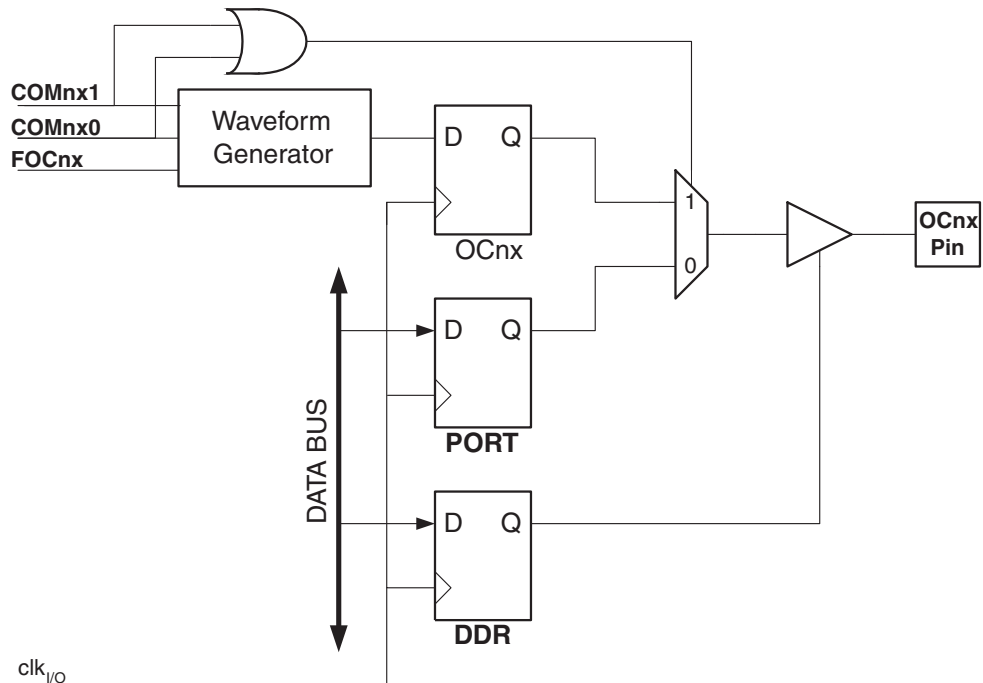 COMnx1
COMnx0
FOCnx
Waveform
Generator
D Q
OCnx
1
0
OCnx
Pin
D Q
PORT
DATA BUS
D Q
DDR
clkI/O